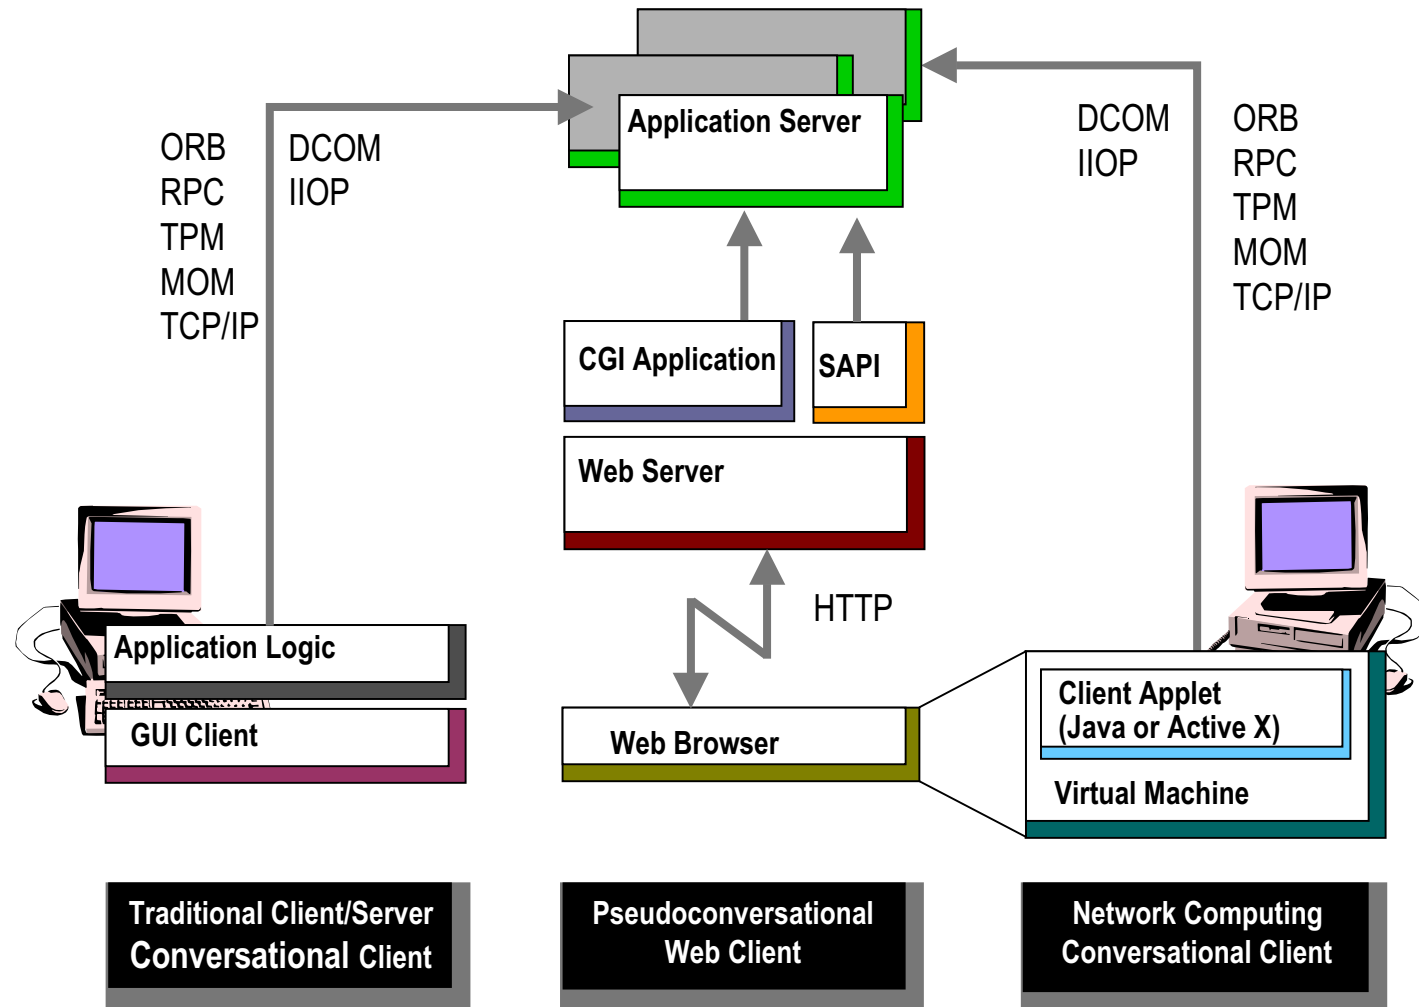 Application Server
ORB
RPC
TPM
MOM
TCP/IP
DCOM
IIOP
DCOM
IIOP
ORB
RPC
TPM
MOM
TCP/IP
CGI Application
SAPI
Web Server
HTTP
Application Logic
GUI Client
Web Browser
Client Applet
(Java or Active X)
Virtual Machine
Traditional Client/Server
Conversational Client
Pseudoconversational
Web Client
Network Computing
Conversational Client